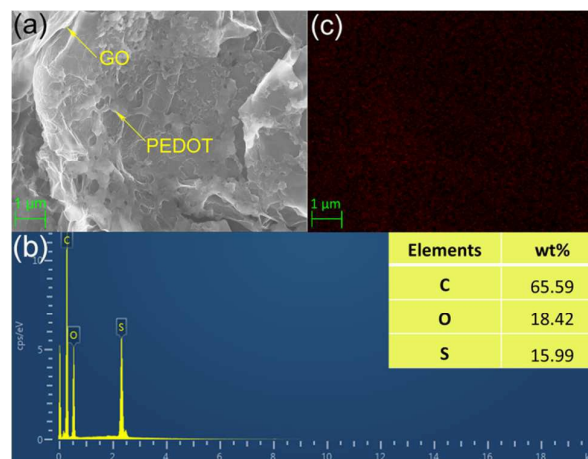 (a)
GO
PEDOT
1 µm
(c)
1 µm
(b)
cps/eV
10
5
0
C
O
S
0 2 4 6 8 10 12 14 16 18
Elements wt%
C 65.59
O 18.42
S 15.99